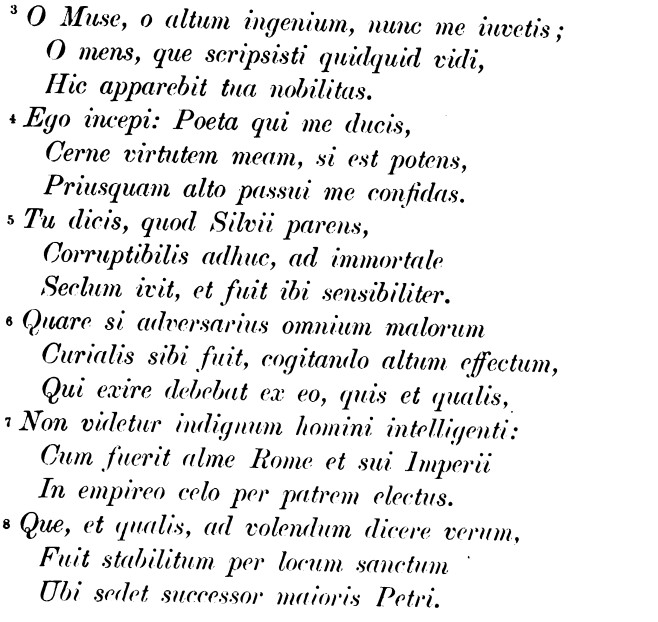 3 O Muse, o altum ingenium, nunc me iuvetis;
O mens, que scripsisti quidquid vidi,
Hic apparebit tua nobilitas.
4 Ego incepi: Poeta qui me ducis,
Cerne virtutem meam, si est potens,
Priusquam alto passui me confidas.
5 Tu dicis, quod Silvii parens,
Corruptibilis adhuc, ad immortale
Seclum ivit, et fuit ibi sensibiliter.
6 Quare si adversarius omnium malorum
Curialis sibi fuit, cogitando altum effectum,
Qui exire debebat ex eo, quis et qualis,
7 Non videtur indignum homini intelligenti:
Cum fuerit alme Rome et sui Imperii
In empireo celo per patrem electus.
8 Que, et qualis, ad volendum dicere verum,
Fuit stabilitum per locum sanctum
Ubi sedet successor maioris Petri.